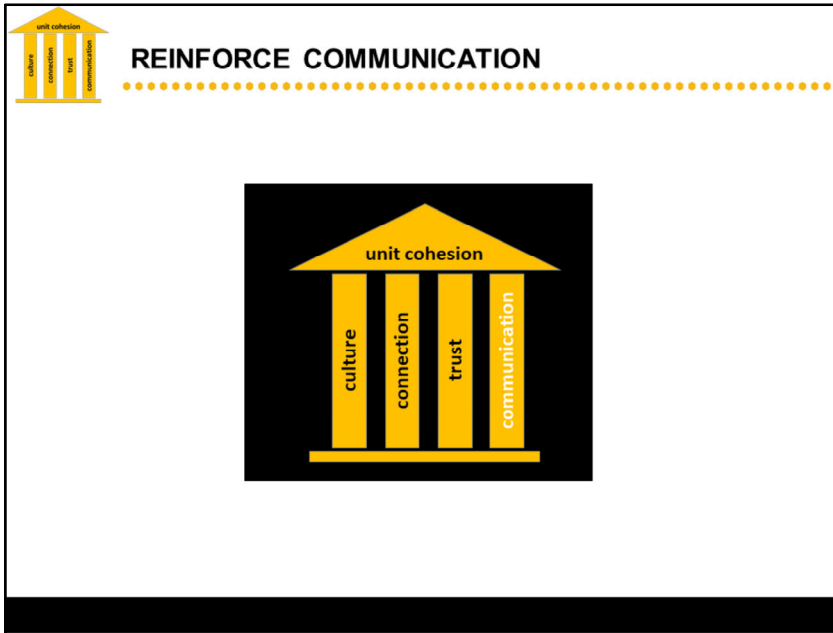 unit cohesion
culture
connection
trust
communication
REINFORCE COMMUNICATION
unit cohesion
culture
connection
trust
communication